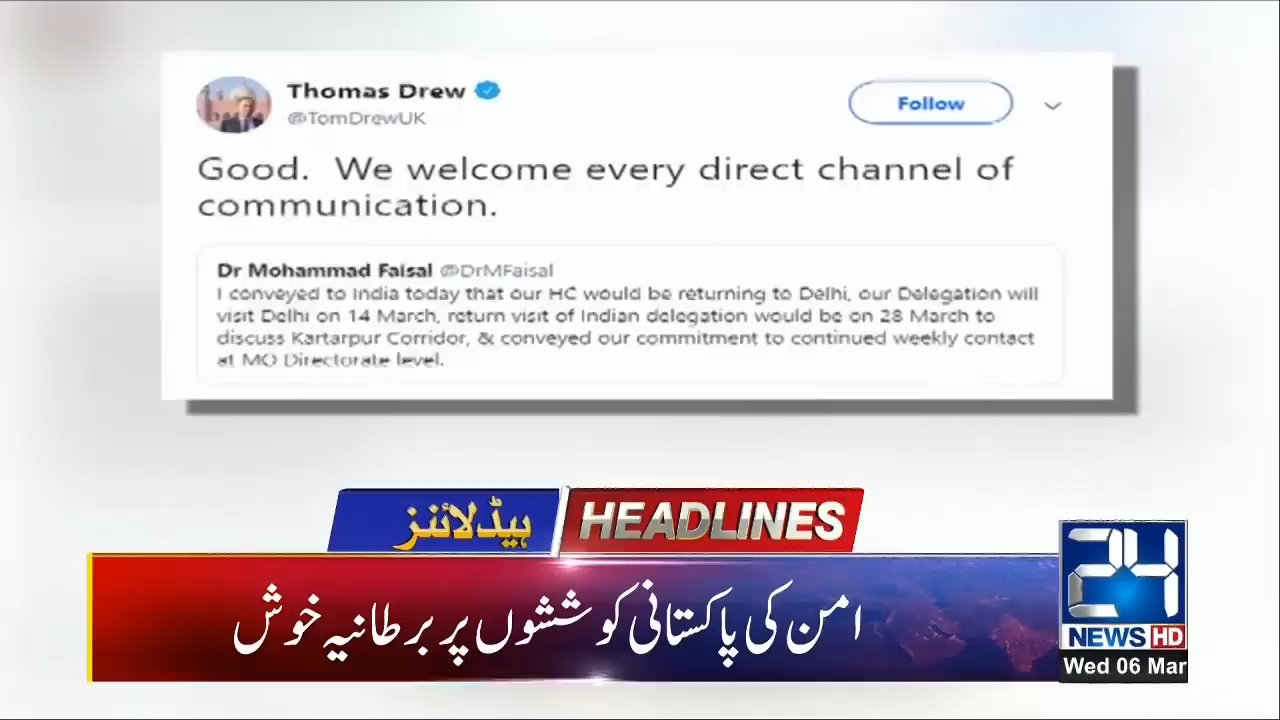 Thomas Drew
@TomDrewUK
Follow
Good. We welcome every direct channel of
communication.
Dr Mohammad Faisal @DrMFaisal
I conveyed to India today that our HC would be returning to Delhi, our Delegation will
visit Delhi on 14 March, return visit of Indian delegation would be on 28 March to
discuss Kartarpur Corridor, & conveyed our commitment to continued weekly contact
at MO Directorate level.
ہیڈلائنز HEADLINES
امن کی پاکستانی کوششوں پر برطانیہ خوش
24
NEWS HD
Wed 06 Mar